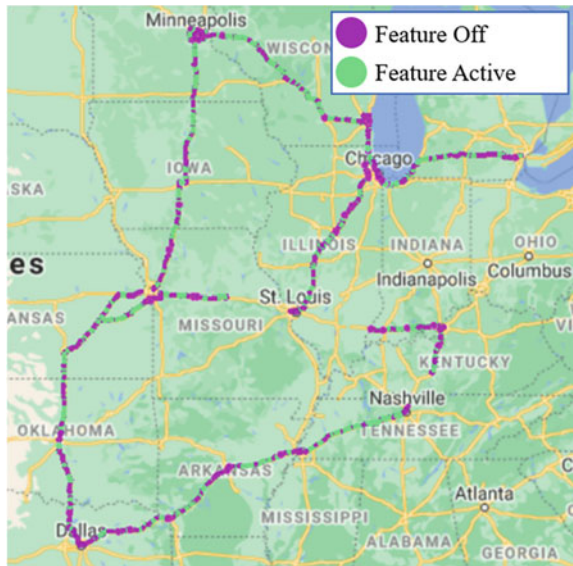 Minneapolis
WISCON
Feature Off
Feature Active
Chicago
IOWA
ASKA
es
ILLINOIS
INDIANA
OHIO
Indianapolis
Columbus
St. Louis
ANSAS
MISSOURI
VI
KENTUCKY
Nashville
TENNESSEE
OKLAHOMA
ARKANSAS
C
Atlanta
MISSISSIPPI
Dallas
ALABAMA
GEORGIA